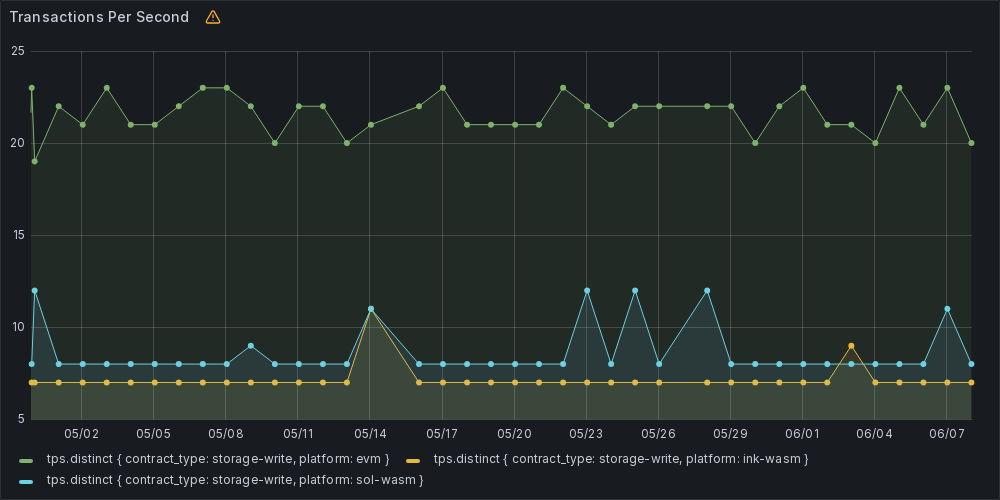 Transactions Per Second
25
20
15
10
5
05/02 05/05 05/08 05/11 05/14 05/17 05/20 05/23 05/26 05/29 06/01 06/04 06/07
tps.distinct { contract_type: storage-write, platform: evm } tps.distinct { contract_type: storage-write, platform: ink-wasm }
tps.distinct { contract_type: storage-write, platform: sol-wasm }